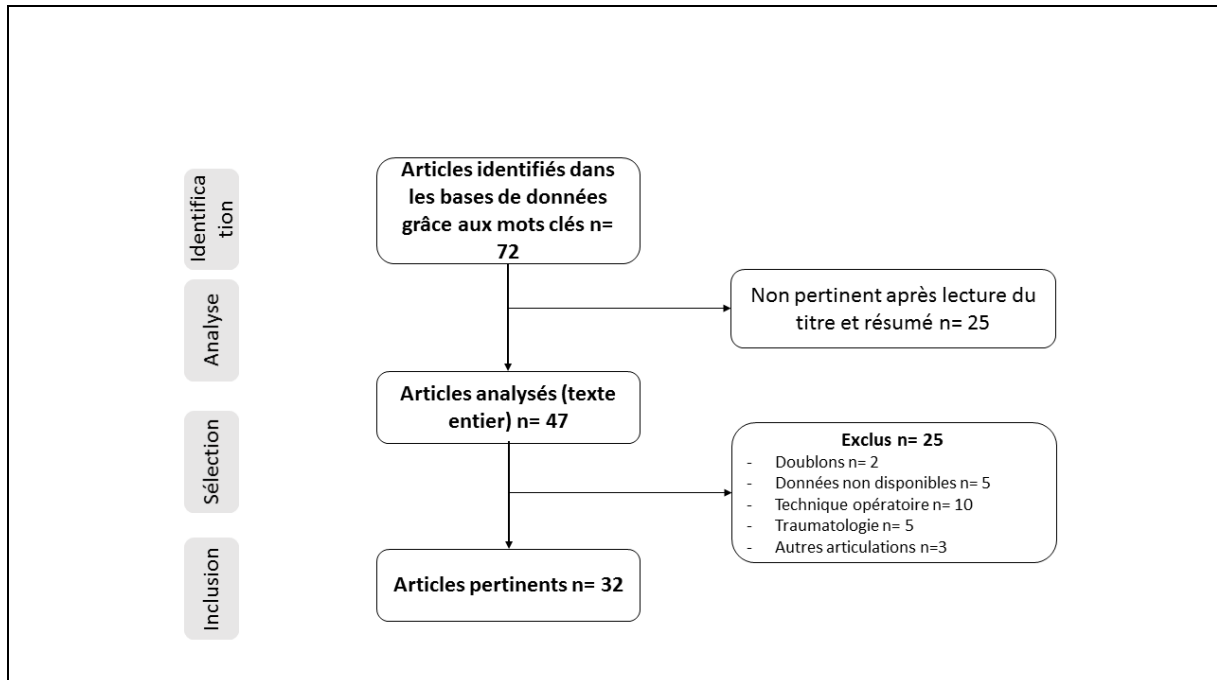 Identifica
tion
Articles identifiés dans
les bases de données
grâce aux mots clés n=
72
Analyse
Non pertinent après lecture du
titre et résumé n= 25
Articles analysés (texte
entier) n= 47
Sélection
Exclus n= 25
- Doublons n= 2
- Données non disponibles n= 5
- Technique opératoire n= 10
- Traumatologie n= 5
- Autres articulations n=3
Inclusion
Articles pertinents n= 32